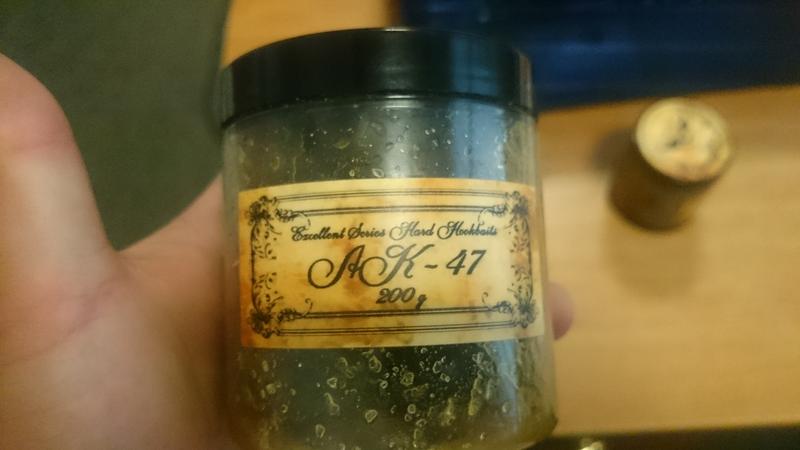 Excellent Series Hard Hookbaits
AK-47
200g